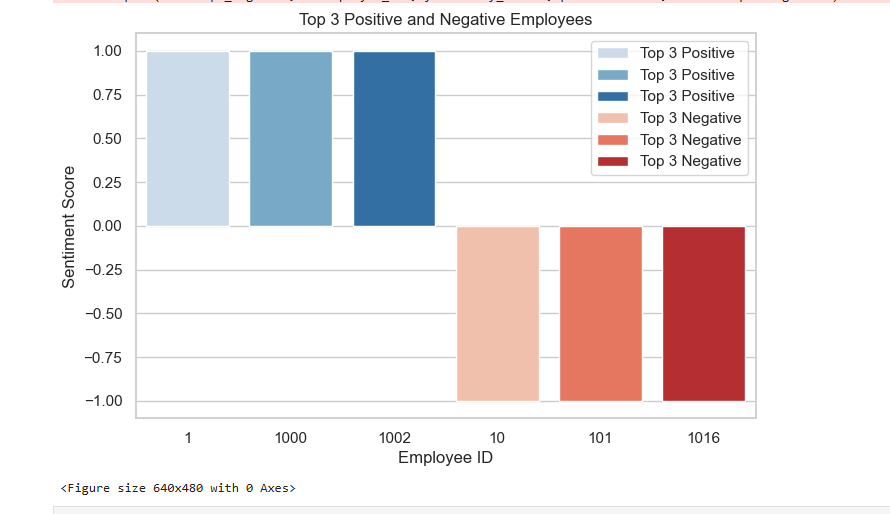 Top 3 Positive and Negative Employees
1.00
0.75
0.50
0.25
0.00
−0.25
−0.50
−0.75
−1.00
Sentiment Score
Top 3 Positive
Top 3 Positive
Top 3 Positive
Top 3 Negative
Top 3 Negative
Top 3 Negative
1 1000 1002 10 101 1016
Employee ID
<Figure size 640x480 with 0 Axes>